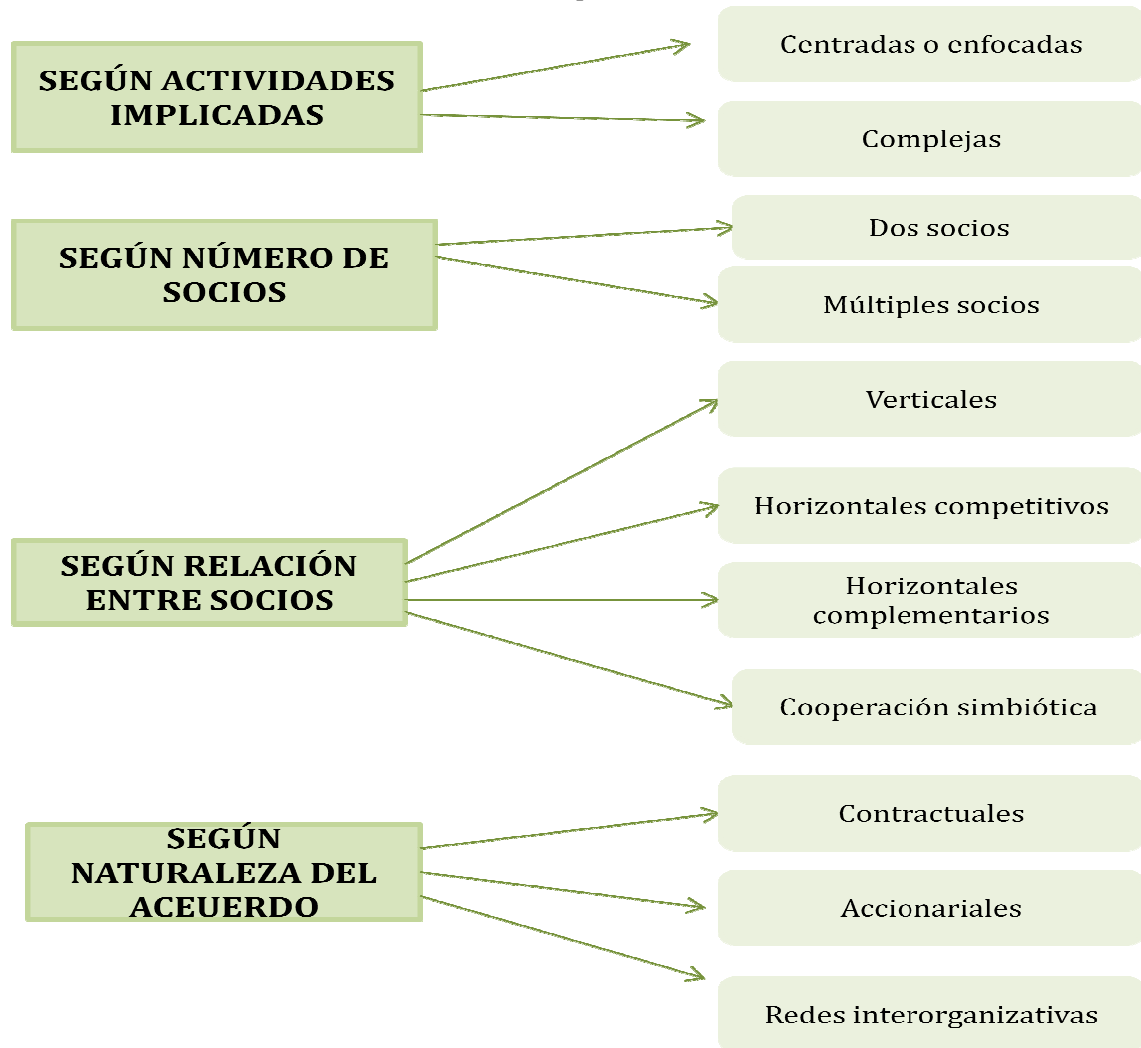 SEGÚN ACTIVIDADES
IMPLICADAS
Centradas o enfocadas
Complejas
SEGÚN NÚMERO DE
SOCIOS
Dos socios
Múltiples socios
SEGÚN RELACIÓN
ENTRE SOCIOS
Verticales
Horizontales competitivos
Horizontales
complementarios
Cooperación simbiótica
SEGÚN
NATURALEZA DEL
ACEUERDO
Contractuales
Accionariales
Redes interorganizativas